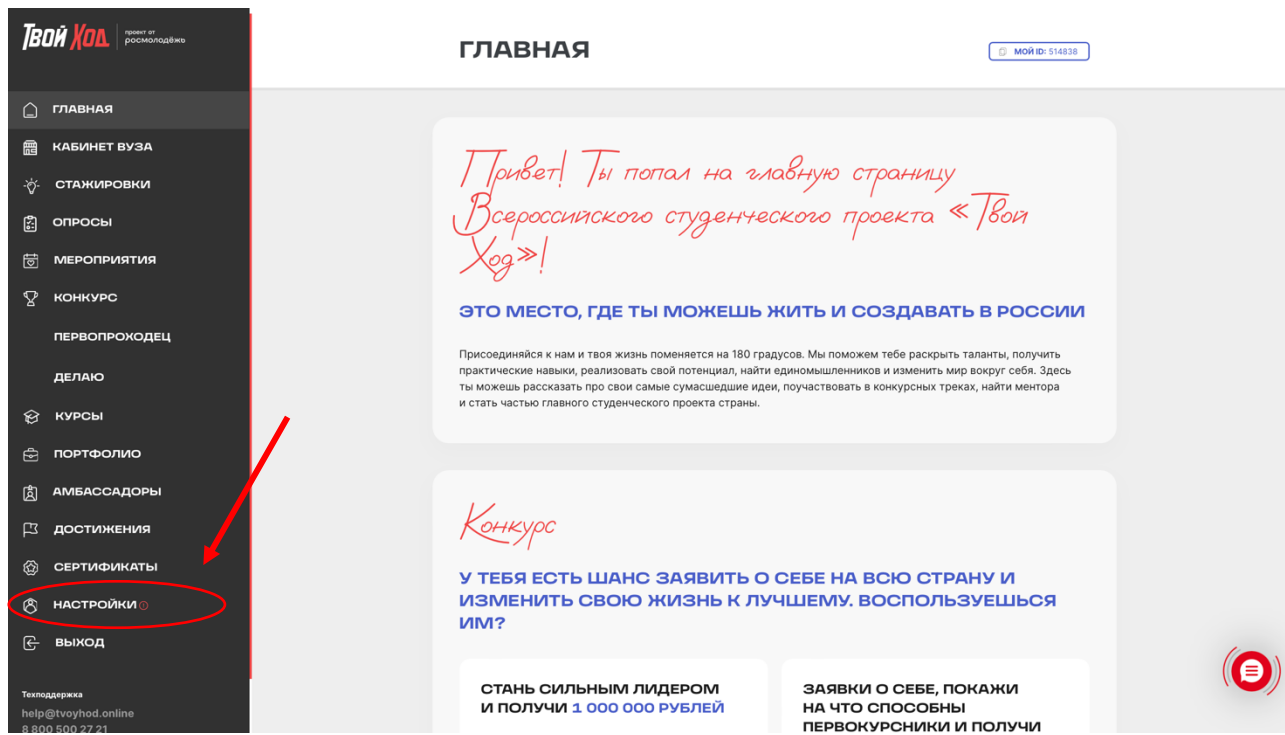 ТВОЙ ХОД
проект от
росмолодёжь
ГЛАВНАЯ
КАБИНЕТ ВУЗА
СТАЖИРОВКИ
ОПРОСЫ
МЕРОПРИЯТИЯ
КОНКУРС
ПЕРВОПРОХОДЕЦ
ДЕЛАЮ
КУРСЫ
ПОРТФОЛИО
АМБАССАДОРЫ
ДОСТИЖЕНИЯ
СЕРТИФИКАТЫ
НАСТРОЙКИ
ВЫХОД
Техподдержка
help@tvoyhod.online
8 800 500 27 21
ГЛАВНАЯ
МОЙ ID: 514838
Привет! Ты попал на главную страницу
Всероссийского студенческого проекта «Твой
Ход»!
ЭТО МЕСТО, ГДЕ ТЫ МОЖЕШЬ ЖИТЬ И СОЗДАВАТЬ В РОССИИ
Присоединяйся к нам и твоя жизнь поменяется на 180 градусов. Мы поможем тебе раскрыть таланты, получить
практические навыки, реализовать свой потенциал, найти единомышленников и изменить мир вокруг себя. Здесь
ты можешь рассказать про свои самые сумасшедшие идеи, поучаствовать в конкурсных треках, найти ментора
и стать частью главного студенческого проекта страны.
Конкурс
У ТЕБЯ ЕСТЬ ШАНС ЗАЯВИТЬ О СЕБЕ НА ВСЮ СТРАНУ И
ИЗМЕНИТЬ СВОЮ ЖИЗНЬ К ЛУЧШЕМУ. ВОСПОЛЬЗУЕШЬСЯ
ИМ?
СТАНЬ СИЛЬНЫМ ЛИДЕРОМ
И ПОЛУЧИ 1 000 000 РУБЛЕЙ
ЗАЯВКИ О СЕБЕ, ПОКАЖИ
НА ЧТО СПОСОБНЫ
ПЕРВОКУРСНИКИ И ПОЛУЧИ